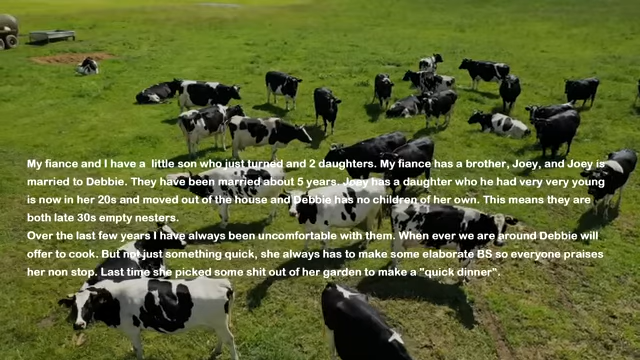 My fiance and I have a  little son who just turned and 2 daughters. My fiance has a brother, Joey, and Joey is
married to Debbie. They have been married about 5 years. Joey has a daughter who he had very very young
is now in her 20s and moved out of the house and Debbie has no children of her own. This means they are
both late 30s empty nesters.
Over the last few years I have always been uncomfortable with them. When ever we are around Debbie will
offer to cook. But not just something quick, she always has to make some elaborate BS so everyone praises
her non stop. Last time she picked some shit out of her garden to make a "quick dinner".